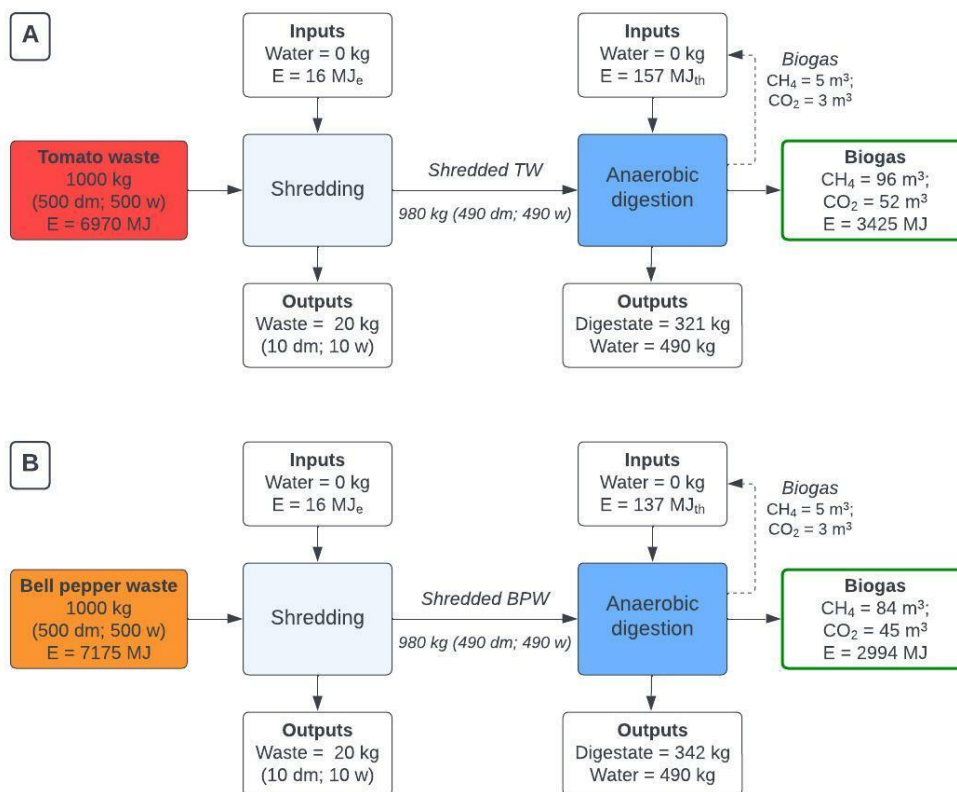 A
Inputs
Water = 0 kg
E = 16 MJₑ
Inputs
Water = 0 kg
E = 157 MJₜₕ
Biogas
CH₄ = 5 m³;
CO₂ = 3 m³
Tomato waste
1000 kg
(500 dm; 500 w)
E = 6970 MJ
Shredding
Shredded TW
980 kg (490 dm; 490 w)
Anaerobic
digestion
Biogas
CH₄ = 96 m³;
CO₂ = 52 m³
E = 3425 MJ
Outputs
Waste = 20 kg
(10 dm; 10 w)
Outputs
Digestate = 321 kg
Water = 490 kg
B
Inputs
Water = 0 kg
E = 16 MJₑ
Inputs
Water = 0 kg
E = 137 MJₜₕ
Biogas
CH₄ = 5 m³;
CO₂ = 3 m³
Bell pepper waste
1000 kg
(500 dm; 500 w)
E = 7175 MJ
Shredding
Shredded BPW
980 kg (490 dm; 490 w)
Anaerobic
digestion
Biogas
CH₄ = 84 m³;
CO₂ = 45 m³
E = 2994 MJ
Outputs
Waste = 20 kg
(10 dm; 10 w)
Outputs
Digestate = 342 kg
Water = 490 kg